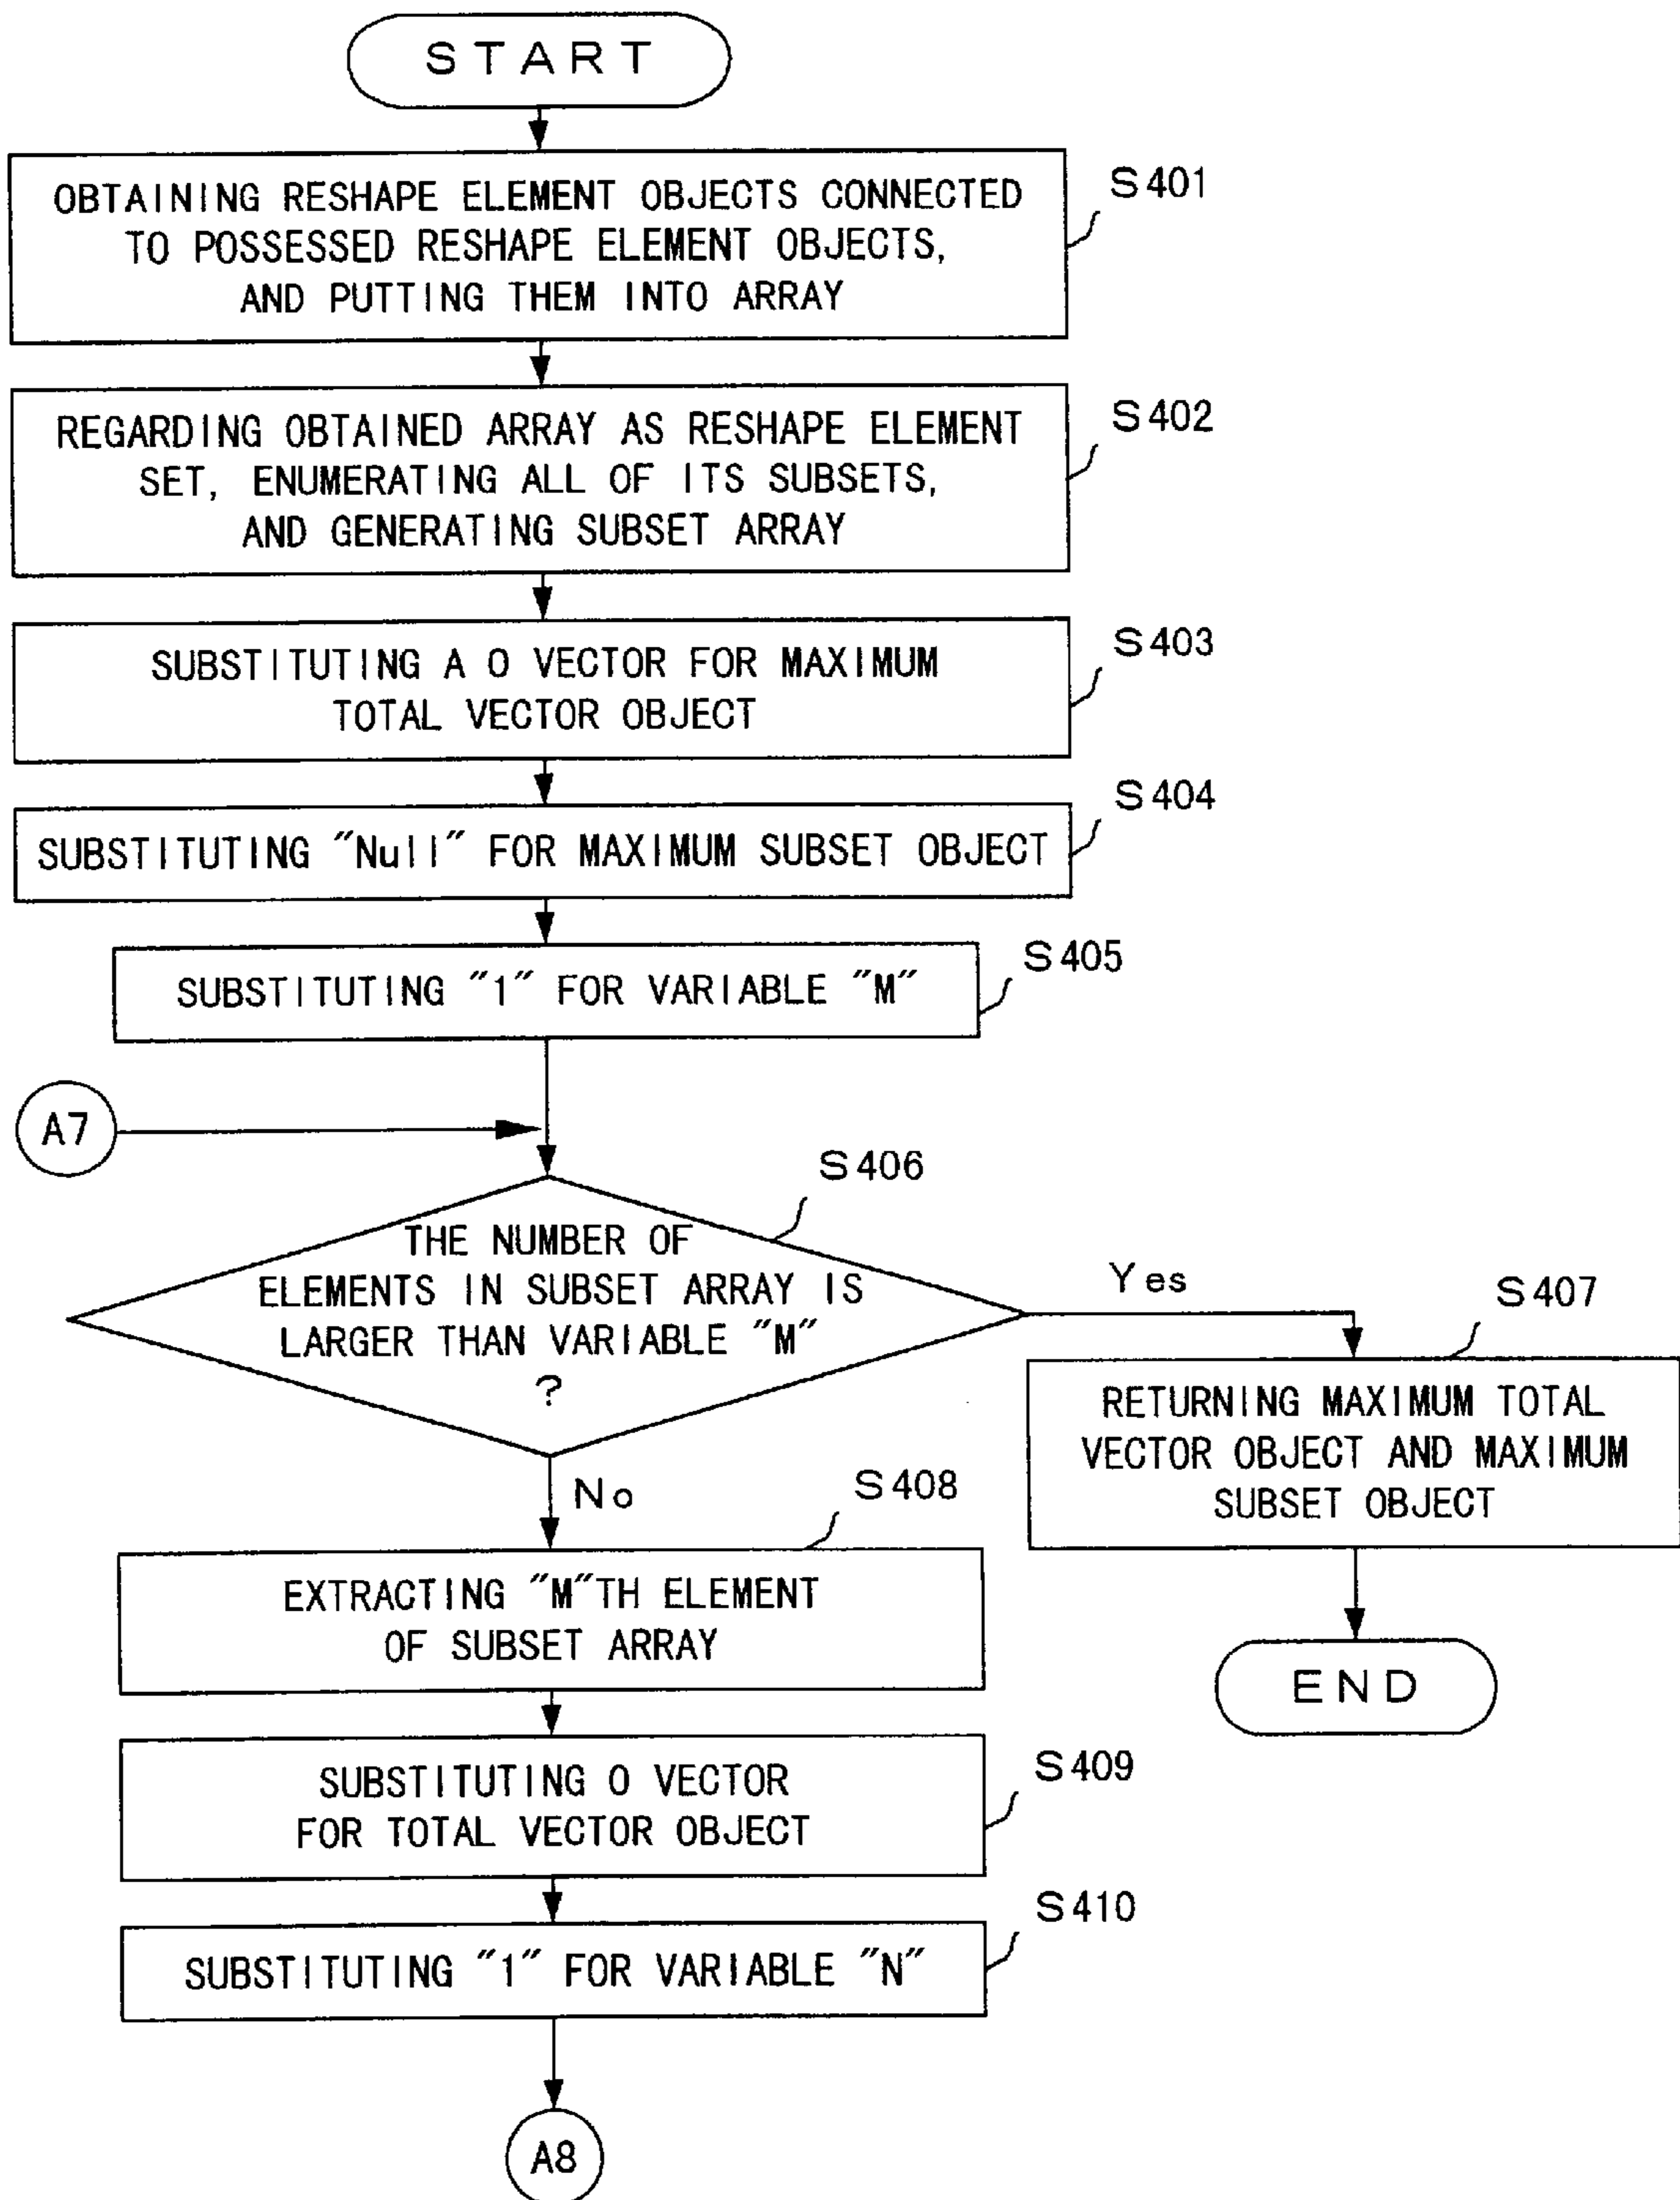 START
OBTAINING RESHAPE ELEMENT OBJECTS CONNECTED
TO POSSESSED RESHAPE ELEMENT OBJECTS,
AND PUTTING THEM INTO ARRAY
S401
REGARDING OBTAINED ARRAY AS RESHAPE ELEMENT
SET, ENUMERATING ALL OF ITS SUBSETS,
AND GENERATING SUBSET ARRAY
S402
SUBSTITUTING A 0 VECTOR FOR MAXIMUM
TOTAL VECTOR OBJECT
S403
SUBSTITUTING "Null" FOR MAXIMUM SUBSET OBJECT
S404
SUBSTITUTING "1" FOR VARIABLE "M"
S405
A7
S406
THE NUMBER OF
ELEMENTS IN SUBSET ARRAY IS
LARGER THAN VARIABLE "M"
?
Yes
S407
RETURNING MAXIMUM TOTAL
VECTOR OBJECT AND MAXIMUM
SUBSET OBJECT
END
No
S408
EXTRACTING "M"TH ELEMENT
OF SUBSET ARRAY
SUBSTITUTING 0 VECTOR
FOR TOTAL VECTOR OBJECT
S409
SUBSTITUTING "1" FOR VARIABLE "N"
S410
A8